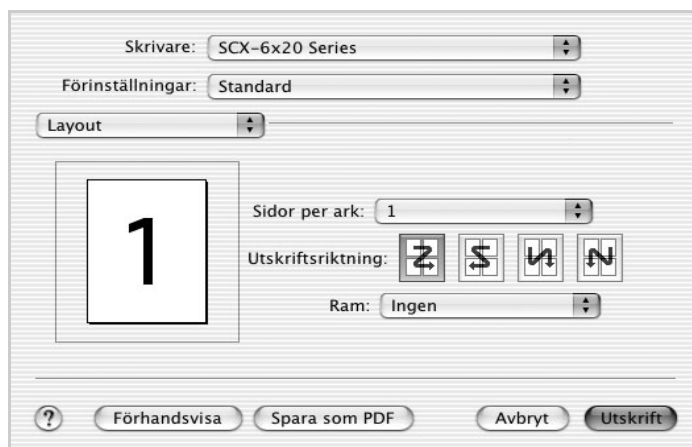 Skrivare: SCX-6x20 Series
Förinställningar: Standard
Layout
1
Sidor per ark: 1
Utskriftsriktning:
Ram: Ingen
? Förhandsvisa Spara som PDF Avbryt Utskrift